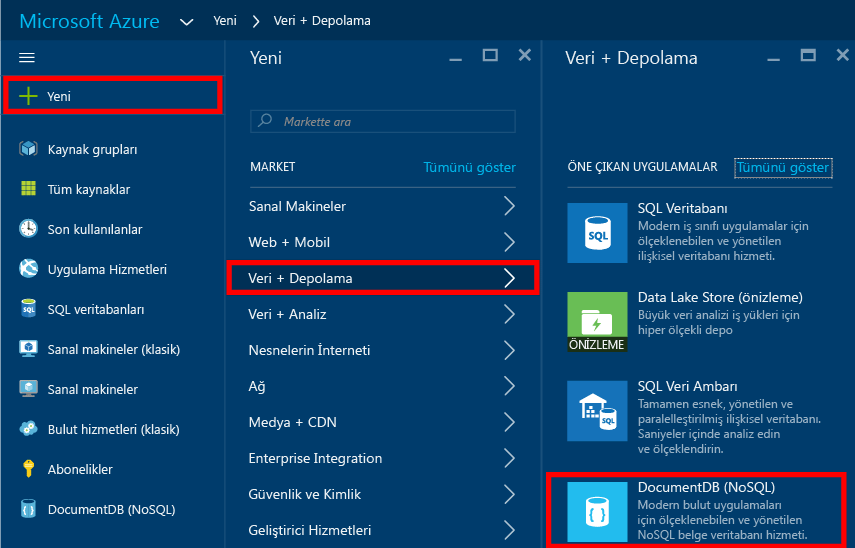 Microsoft Azure Yeni Veri + Depolama
Yeni
Kaynak grupları
Tüm kaynaklar
Son kullanılanlar
Uygulama Hizmetleri
SQL veritabanları
Sanal makineler (klasik)
Sanal makineler
Bulut hizmetleri (klasik)
Abonelikler
DocumentDB (NoSQL)
Yeni
Markette ara
MARKET Tümünü göster
Sanal Makineler
Web + Mobil
Veri + Depolama
Veri + Analiz
Nesnelerin İnterneti
Ağ
Medya + CDN
Enterprise Integration
Güvenlik ve Kimlik
Geliştirici Hizmetleri
Veri + Depolama
ÖNE ÇIKAN UYGULAMALAR Tümünü göster
SQL
SQL Veritabanı
Modern iş sınıfı uygulamalar için
ölçeklenebilen ve yönetilen
ilişkisel veritabanı hizmeti.
ÖNİZLEME
Data Lake Store (önizleme)
Büyük veri analizi iş yükleri için
hiper ölçekli depo
SQL
SQL Veri Ambarı
Tamamen esnek, yönetilen ve
paralelleştirilmiş ilişkisel veritabanı.
Saniyeler içinde analiz edin
ve ölçeklendirin.
DocumentDB (NoSQL)
Modern bulut uygulamaları
için ölçeklenebilen ve yönetilen
NoSQL belge veritabanı hizmeti.